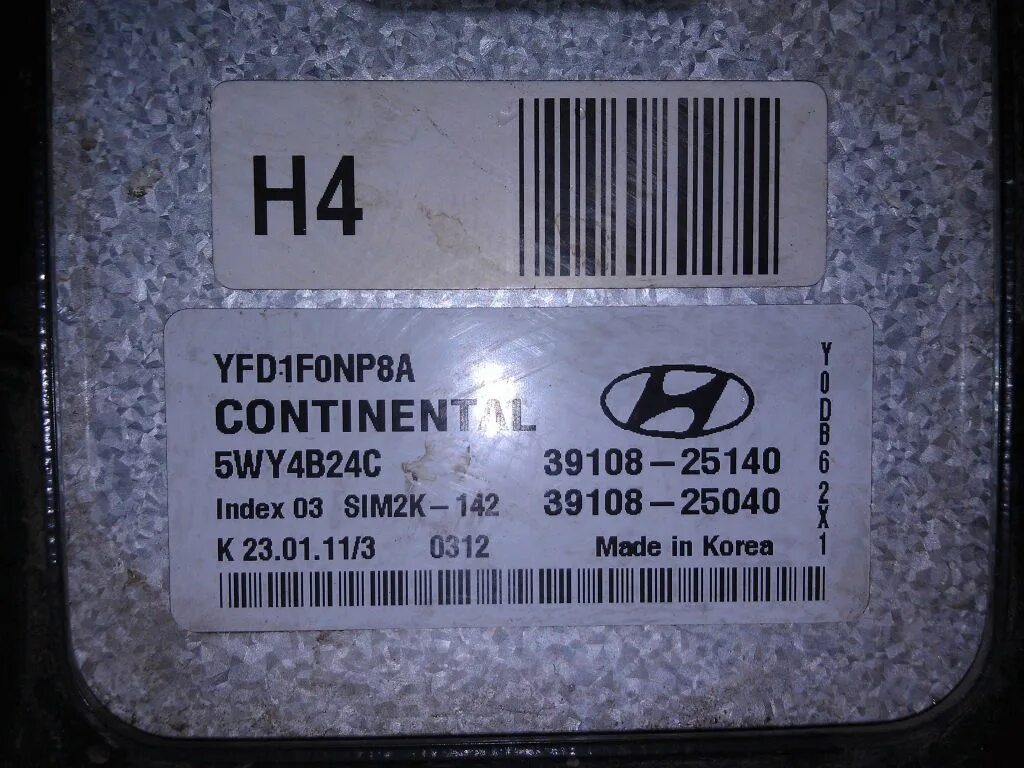 H4
YFD1F0NP8A
CONTINENTAL
5WY4B24C 39108-25140
Index 03 SIM2K-142 39108-25040
K 23.01.11/3 0312 Made in Korea
Y0DB62X1